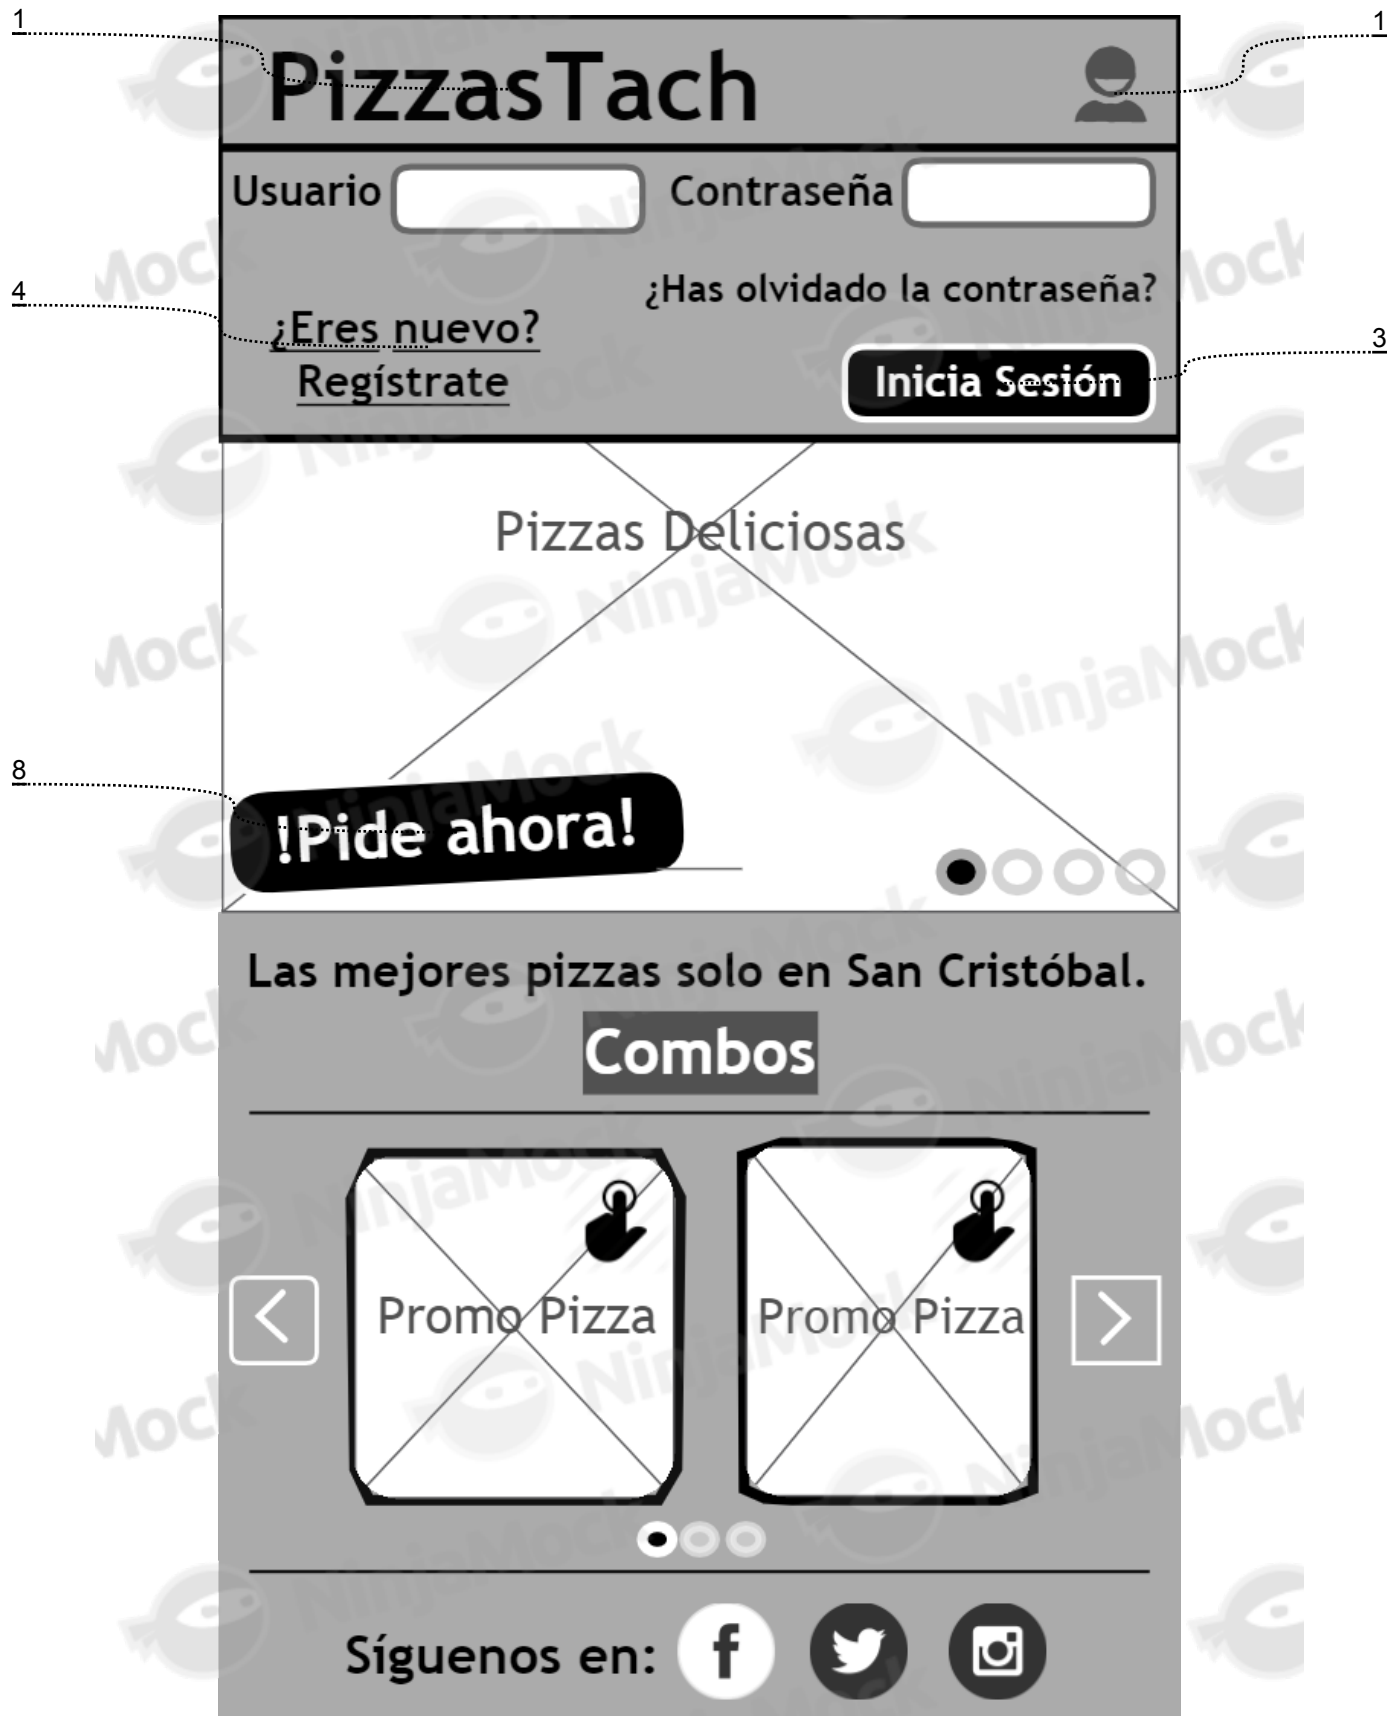 1
1
PizzasTach
Usuario
Contraseña
¿Has olvidado la contraseña?
4
¿Eres nuevo?
Regístrate
3
Inicia Sesión
Pizzas Deliciosas
8
!Pide ahora!
Las mejores pizzas solo en San Cristóbal.
Combos
Promo Pizza
Promo Pizza
Síguenos en:
NinjaMock